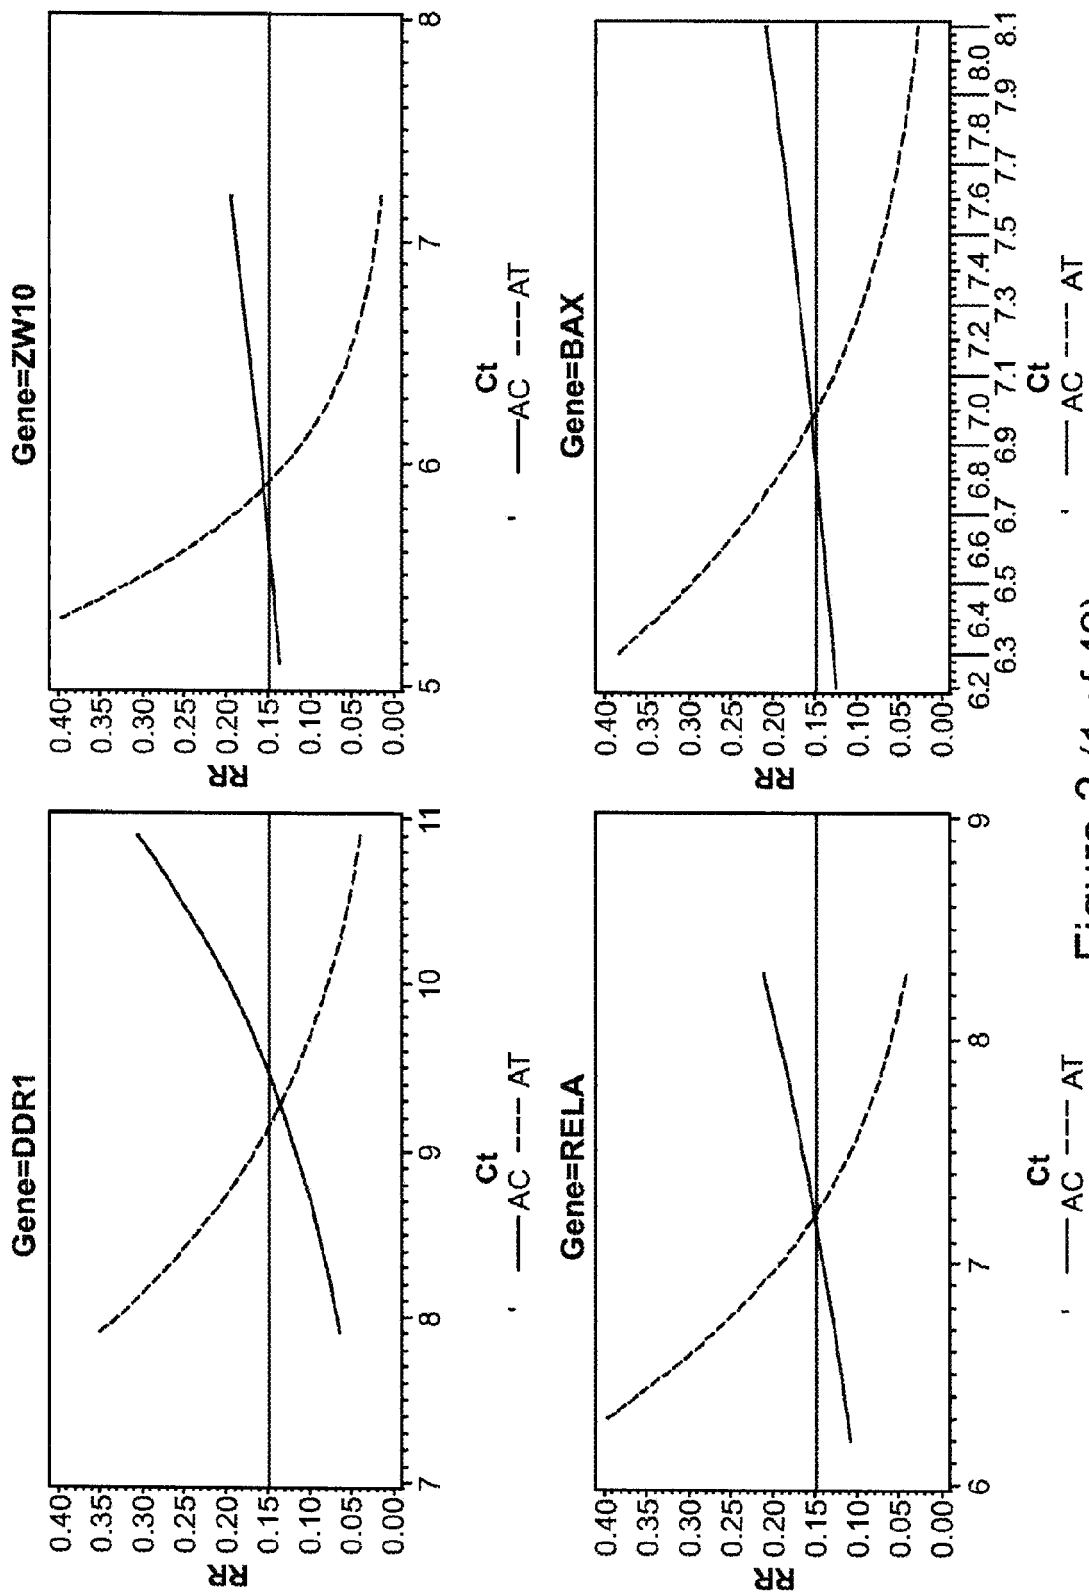 Gene=DDR1
RR
0.40
0.35
0.30
0.25
0.20
0.15
0.10
0.05
0.00
7 8 9 10 11
Ct
' —— AC --- AT
Gene=ZW10
RR
0.40
0.35
0.30
0.25
0.20
0.15
0.10
0.05
0.00
5 6 7 8
Ct
' —— AC --- AT
Gene=RELA
RR
0.40
0.35
0.30
0.25
0.20
0.15
0.10
0.05
0.00
6 7 8 9
Ct
' —— AC --- AT
Gene=BAX
RR
0.40
0.35
0.30
0.25
0.20
0.15
0.10
0.05
0.00
6.2 6.4 6.6 6.8 7.0 7.2 7.4 7.6 7.8 8.0
6.3 6.5 6.7 6.9 7.1 7.3 7.5 7.7 7.9 8.1
Ct
' —— AC --- AT